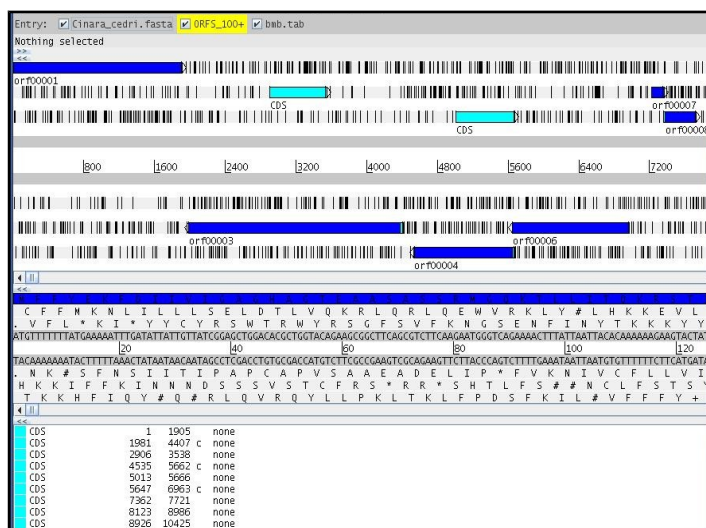 Entry: Cinara_cedri.fasta ORFS_100+ bmb.tab
Nothing selected
orf00001
CDS
orf00007
CDS
orf00008
800 1600 2400 3200 4000 4800 5600 6400 7200
orf00003
orf00006
orf00004
C F F M K N L I L L L S E L D T L V Q K R L Q R L Q E W V R K L Y # L H K K E V L
. V F L * K I * Y Y C Y R S W T R W Y R S G F S V F K N G S E N F I N Y T K K K Y Y
20 40 60 80 100 120
. N K # S F N S I I T I P A P C A P V S A A E A D E L I P * F V K N I V C F L L V I
H K K I F F K I N N N D S S S V S T C F R S * R R * S H T L F S # # N C L F S T S Y
T K K H F I Q Y # Q # R L Q V R Q Y L L P K L T K L F P D S F K I L # V F F F Y +
CDS 1 1905 none
CDS 1981 4407 c none
CDS 2906 3538 none
CDS 4535 5662 c none
CDS 5013 5666 none
CDS 5647 6963 c none
CDS 7362 7721 none
CDS 8123 8986 none
CDS 8926 10425 none